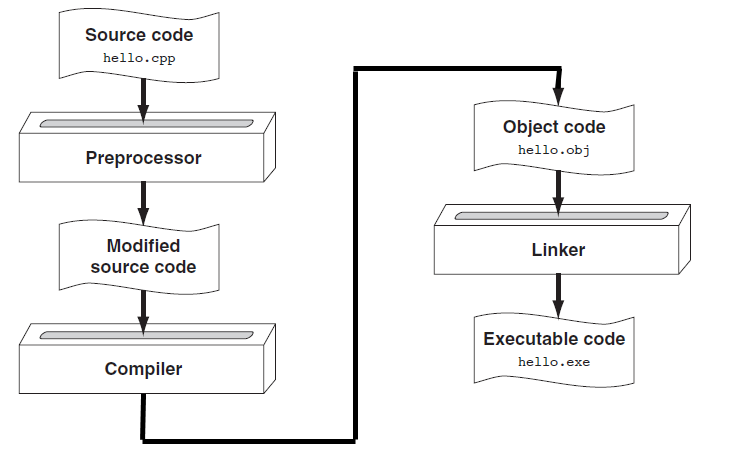 Source code
hello.cpp
Preprocessor
Modified
source code
Compiler
Object code
hello.obj
Linker
Executable code
hello.exe